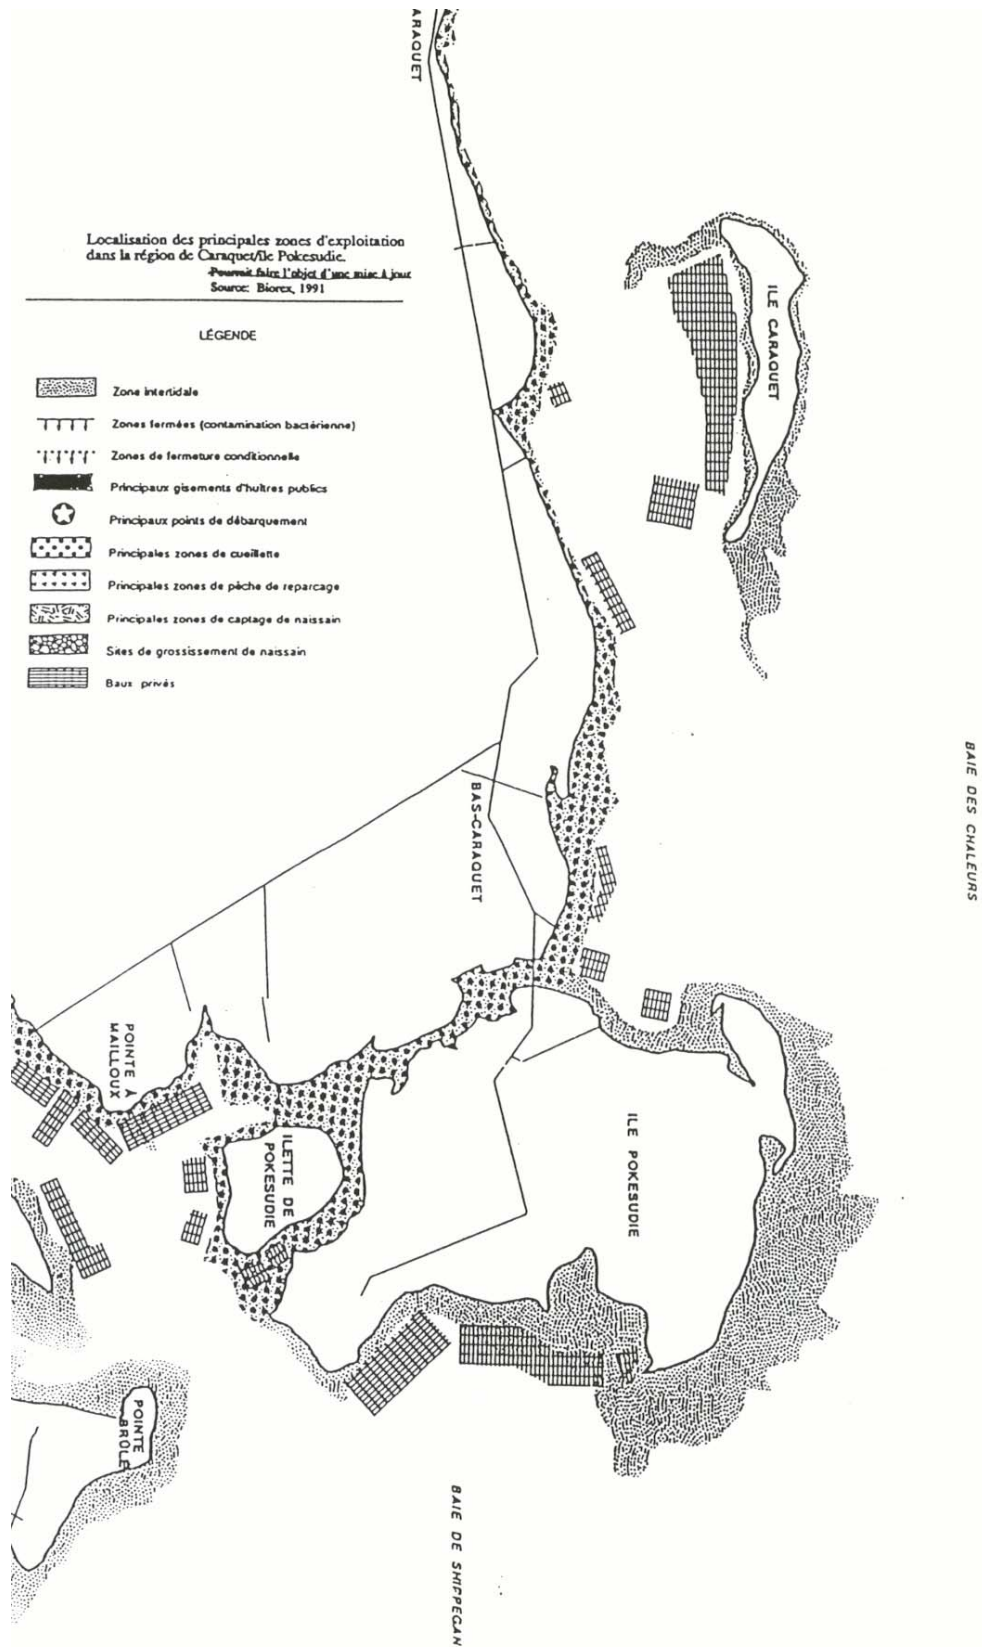 ARAQUET
Localisation des principales zones d'exploitation
dans la région de Caraquet/île Pokesudie.
Pourrait faire l'objet d'une mise à jour
Source: Biorex, 1991
LÉGENDE
Zone intertidale
Zones fermées (contamination bactérienne)
Zones de fermeture conditionnelle
Principaux gisements d'huîtres publics
Principaux points de débarquement
Principales zones de cueillette
Principales zones de pêche de reparcage
Principales zones de captage de naissain
Sites de grossissement de naissain
Baux privés
ILE CARAQUET
BAIE DES CHALEURS
BAS-CARAQUET
POINTE À
MAILLOUX
ILETTE DE
POKESUDIE
ILE POKESUDIE
POINTE
BRÛLÉ
BAIE DE SHIPPEGAN